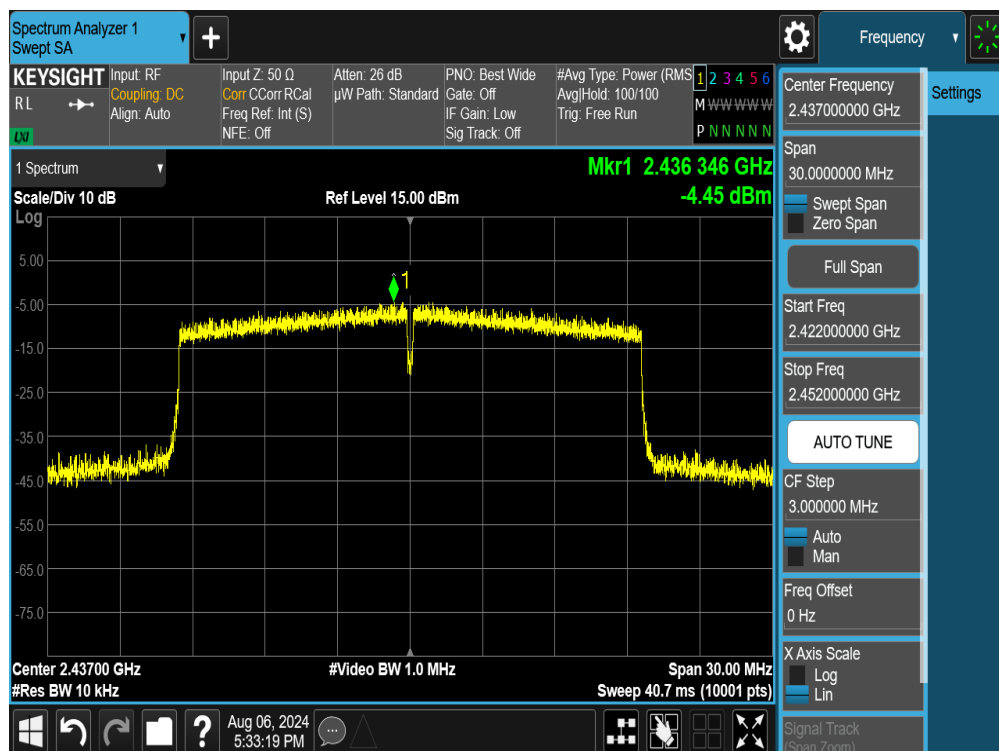 Spectrum Analyzer 1
Swept SA
Frequency
KEYSIGHT
R L
LXI
Input: RF
Coupling: DC
Align: Auto
Input Z: 50 Ω
Corr CCorr RCal
Freq Ref: Int (S)
NFE: Off
Atten: 26 dB
µW Path: Standard
PNO: Best Wide
Gate: Off
IF Gain: Low
Sig Track: Off
#Avg Type: Power (RMS
Avg|Hold: 100/100
Trig: Free Run
1 2 3 4 5 6
M W W W W W W
P N N N N N
1 Spectrum
Mkr1 2.436 346 GHz
-4.45 dBm
Scale/Div 10 dB
Ref Level 15.00 dBm
Log
1
5.00
-5.00
-15.0
-25.0
-35.0
-45.0
-55.0
-65.0
-75.0
Center 2.43700 GHz
#Video BW 1.0 MHz
Span 30.00 MHz
#Res BW 10 kHz
Sweep 40.7 ms (10001 pts)
Aug 06, 2024
5:33:19 PM
Center Frequency
2.437000000 GHz
Settings
Span
30.0000000 MHz
Swept Span
Zero Span
Full Span
Start Freq
2.422000000 GHz
Stop Freq
2.452000000 GHz
AUTO TUNE
CF Step
3.000000 MHz
Auto
Man
Freq Offset
0 Hz
X Axis Scale
Log
Lin
Signal Track
(Span Zoom)